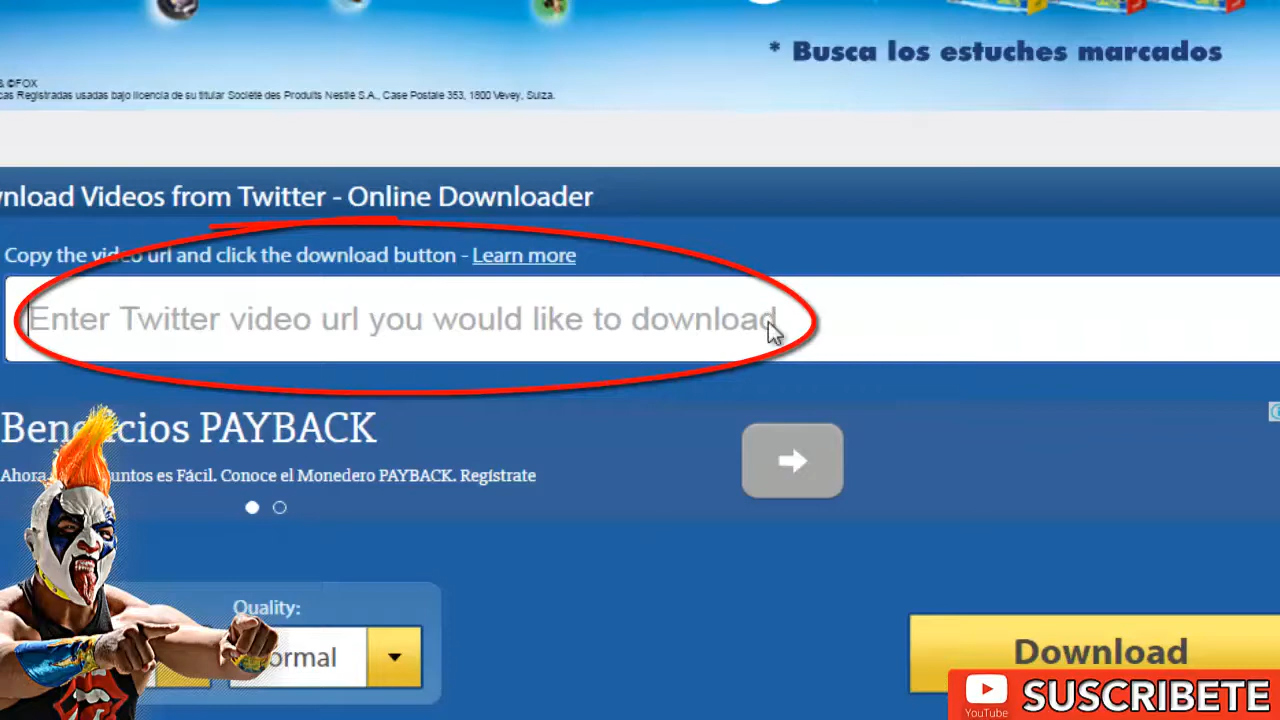 * Busca los estuches marcados
& ©FOX
cas Registradas usadas bajo licencia de su titular Société des Produits Nestlé S.A., Case Postale 353, 1800 Vevey, Suiza.
nload Videos from Twitter - Online Downloader
Copy the video url and click the download button - Learn more
Enter Twitter video url you would like to download
Beneficios PAYBACK
Ahora untos es Fácil. Conoce el Monedero PAYBACK. Regístrate
Quality:
ormal
Download
YouTube
SUSCRIBETE